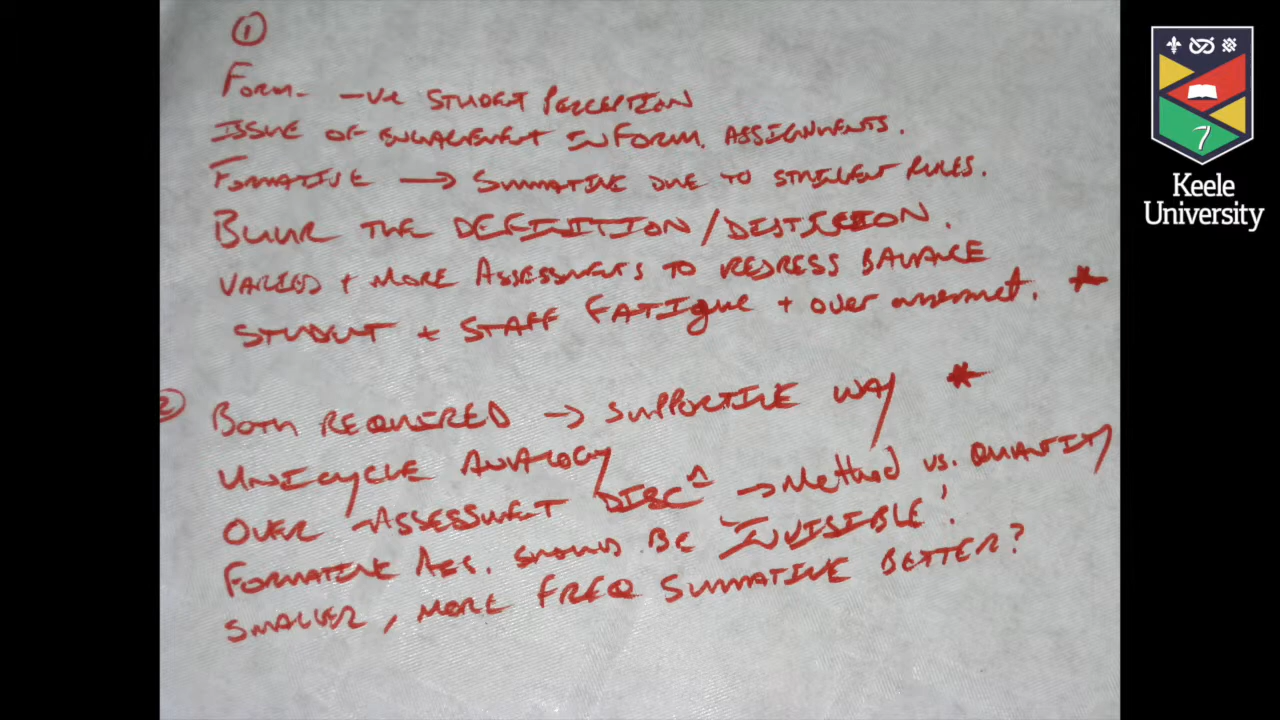 ①
FORM. -VE STUDENT PERCEPTION
ISSUE OF ENGAGEMENT IN FORM. ASSIGNMENTS.
FORMATIVE → SUMMATIVE DUE TO STRINGENT RULES.
BLUR THE DEFINITION/DISTINCTION.
VARIED + MORE ASSESSMENTS TO REDRESS BALANCE
STUDENT + STAFF FATIgue + over assessment. *
② BOTH REQUIRED → SUPPORTIVE WAY *
UNICYCLE ANALOGY
OVER-ASSESSMENT DISCⁿ → Method vs. QUANTITY
FORMATIVE ASS. SHOULD BE 'INVISIBLE'.
SMALLER, MORE FREQ SUMMATIVE BETTER?
Keele
University